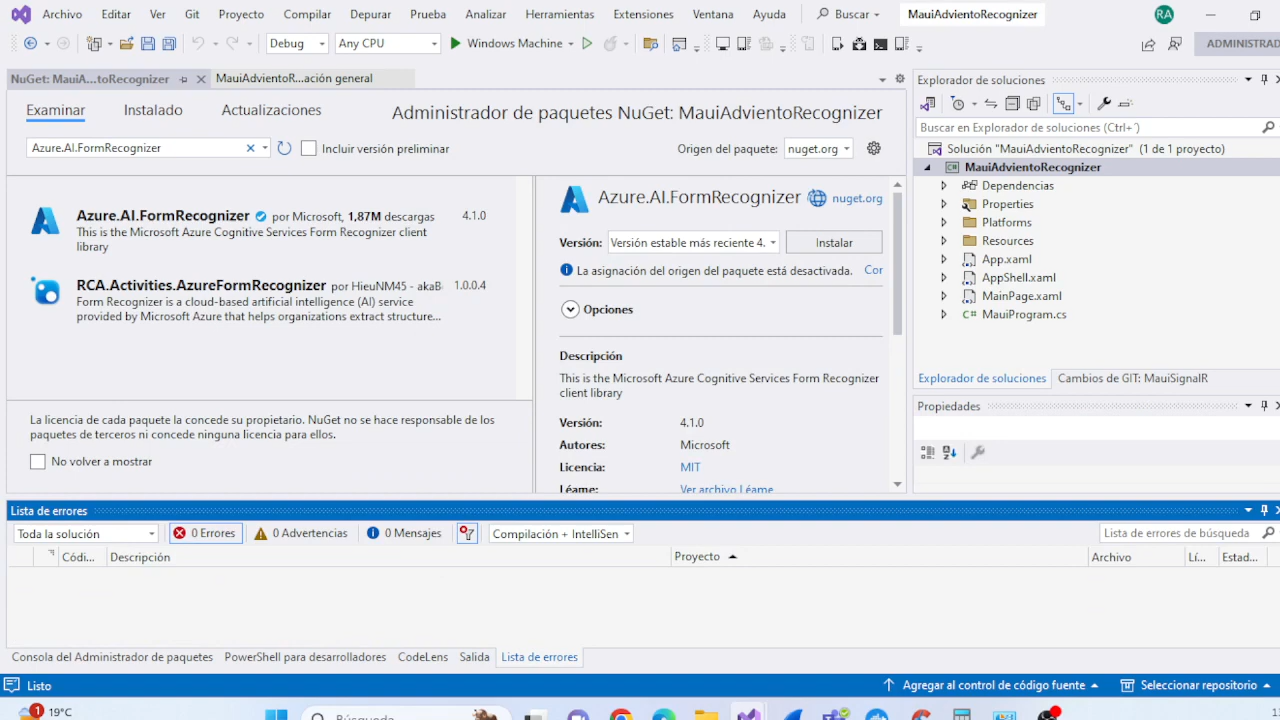 Archivo Editar Ver Git Proyecto Compilar Depurar Prueba Analizar Herramientas Extensiones Ventana Ayuda Buscar MauiAdvientoRecognizer RA
Debug Any CPU Windows Machine ADMINISTRAD
NuGet: MauiA...toRecognizer MauiAdvientoR...ación general
Examinar Instalado Actualizaciones Administrador de paquetes NuGet: MauiAdvientoRecognizer
Azure.AI.FormRecognizer Incluir versión preliminar Origen del paquete: nuget.org
Azure.AI.FormRecognizer por Microsoft, 1,87M descargas 4.1.0
This is the Microsoft Azure Cognitive Services Form Recognizer client
library
RCA.Activities.AzureFormRecognizer por HieuNM45 - akaB 1.0.0.4
Form Recognizer is a cloud-based artificial intelligence (AI) service
provided by Microsoft Azure that helps organizations extract structure...
La licencia de cada paquete la concede su propietario. NuGet no se hace responsable de los
paquetes de terceros ni concede ninguna licencia para ellos.
No volver a mostrar
Azure.AI.FormRecognizer nuget.org
Versión: Versión estable más reciente 4. Instalar
La asignación del origen del paquete está desactivada. Cor
Opciones
Descripción
This is the Microsoft Azure Cognitive Services Form Recognizer
client library
Versión: 4.1.0
Autores: Microsoft
Licencia: MIT
Léame: Ver archivo Léame
Explorador de soluciones
Buscar en Explorador de soluciones (Ctrl+´)
Solución "MauiAdvientoRecognizer" (1 de 1 proyecto)
MauiAdvientoRecognizer
Dependencias
Properties
Platforms
Resources
App.xaml
AppShell.xaml
MainPage.xaml
MauiProgram.cs
Explorador de soluciones Cambios de GIT: MauiSignalR
Propiedades
Lista de errores
Toda la solución 0 Errores 0 Advertencias 0 Mensajes Compilación + IntelliSen Lista de errores de búsqueda
Códi... Descripción Proyecto Archivo Lí... Estad...
Consola del Administrador de paquetes PowerShell para desarrolladores CodeLens Salida Lista de errores
Listo Agregar al control de código fuente Seleccionar repositorio
1 19°C Búsqueda